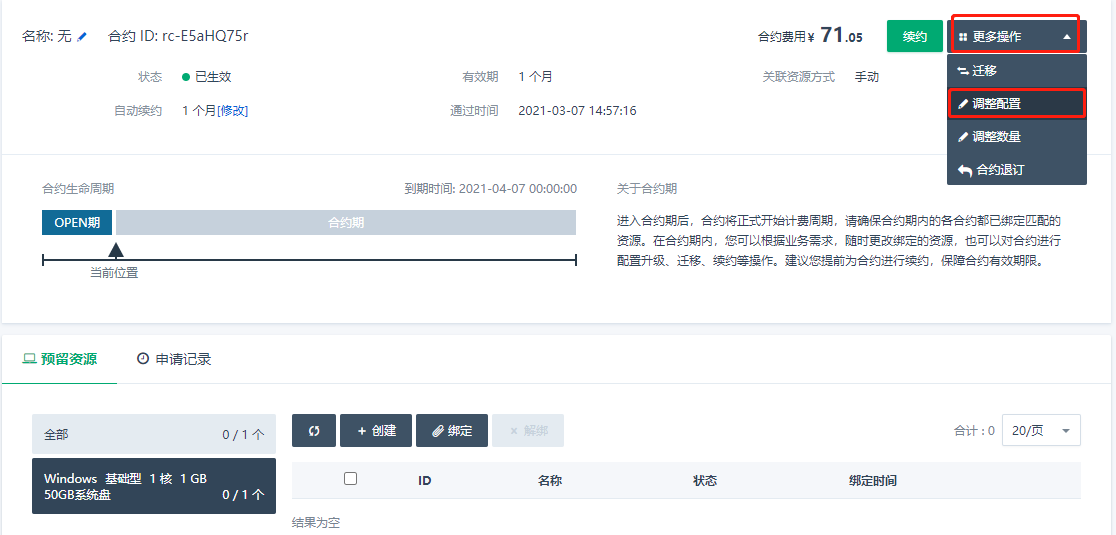 名称: 无 合约 ID: rc-E5aHQ75r 合约费用¥ 71.05 续约 更多操作
状态 已生效 有效期 1 个月 关联资源方式 手动
自动续约 1 个月[修改] 通过时间 2021-03-07 14:57:16
迁移
调整配置
调整数量
合约退订
合约生命周期 到期时间: 2021-04-07 00:00:00
OPEN期 合约期
当前位置
关于合约期
进入合约期后，合约将正式开始计费周期，请确保合约期内的各合约都已绑定匹配的
资源。在合约期内，您可以根据业务需求，随时更改绑定的资源，也可以对合约进行
配置升级、迁移、续约等操作。建议您提前为合约进行续约，保障合约有效期限。
预留资源 申请记录
全部 0 / 1 个
Windows 基础型 1 核 1 GB
50GB系统盘 0 / 1 个
创建 绑定 解绑 合计 : 0 20/页
ID 名称 状态 绑定时间
结果为空